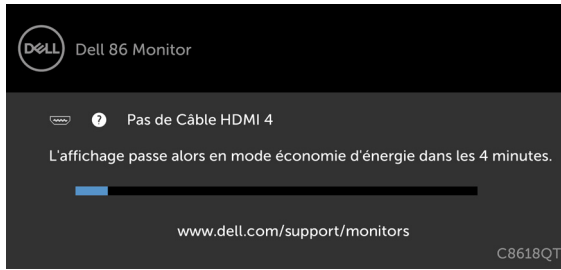 DELL
Dell 86 Monitor
? Pas de Câble HDMI 4
L'affichage passe alors en mode économie d'énergie dans les 4 minutes.
www.dell.com/support/monitors
C8618QT